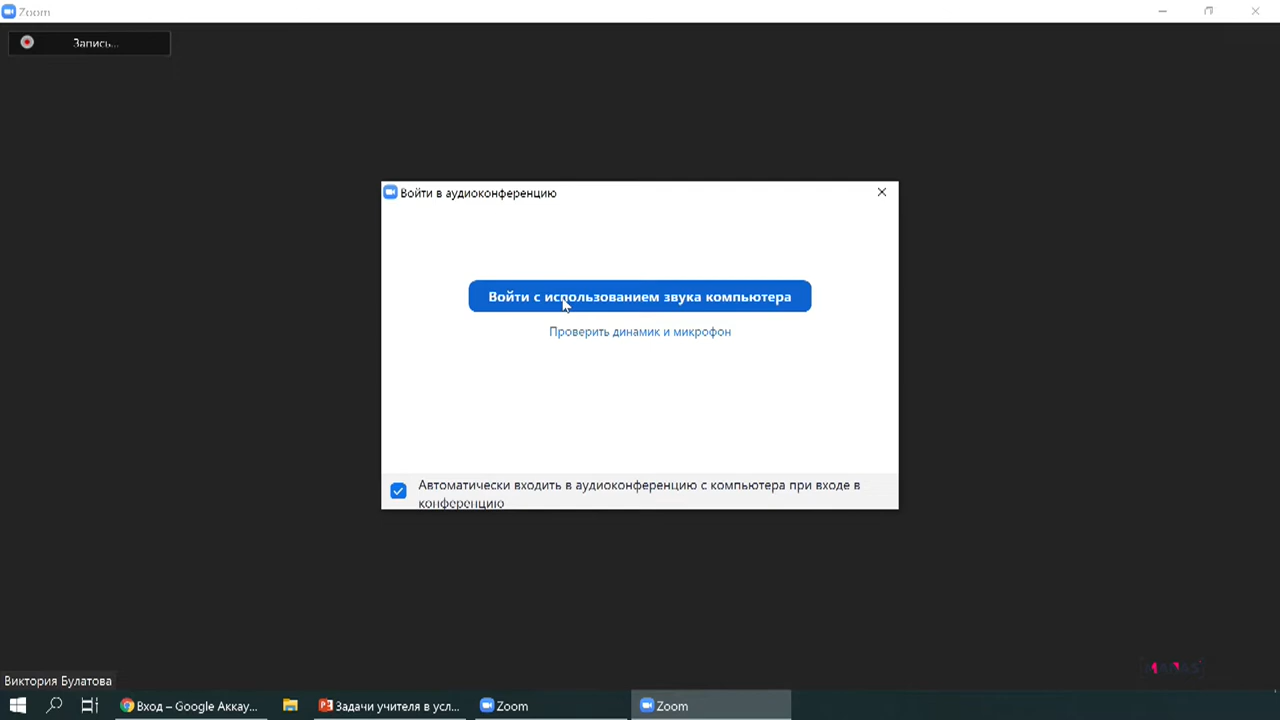 Zoom
Запись...
Войти в аудиоконференцию
Войти с использованием звука компьютера
Проверить динамик и микрофон
Автоматически входить в аудиоконференцию с компьютера при входе в
конференцию
Виктория Булатова
Вход – Google Аккау...
Задачи учителя в усл...
Zoom
Zoom